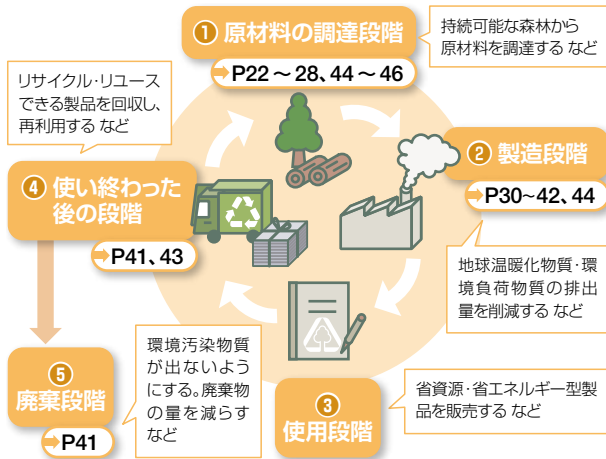 ① 原材料の調達段階
➡P22～28、44～46
持続可能な森林から
原材料を調達する など
リサイクル・リユース
できる製品を回収し、
再利用する など
② 製造段階
➡P30~42、44
地球温暖化物質・環
境負荷物質の排出
量を削減する など
④ 使い終わった
後の段階
➡P41、43
環境汚染物質
が出ないよう
にする。廃棄物
の量を減らす
など
⑤
廃棄段階
➡P41
③
使用段階
省資源・省エネルギー型製
品を販売する など